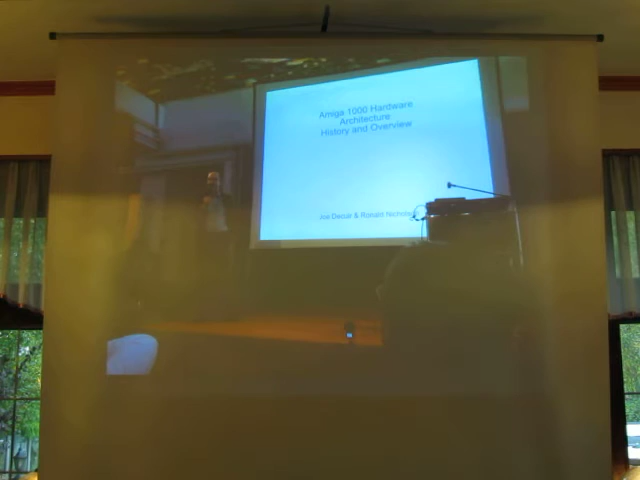 Amiga 1000 Hardware
Architecture
History and Overview
Joe Decuir & Ronald Nicholson